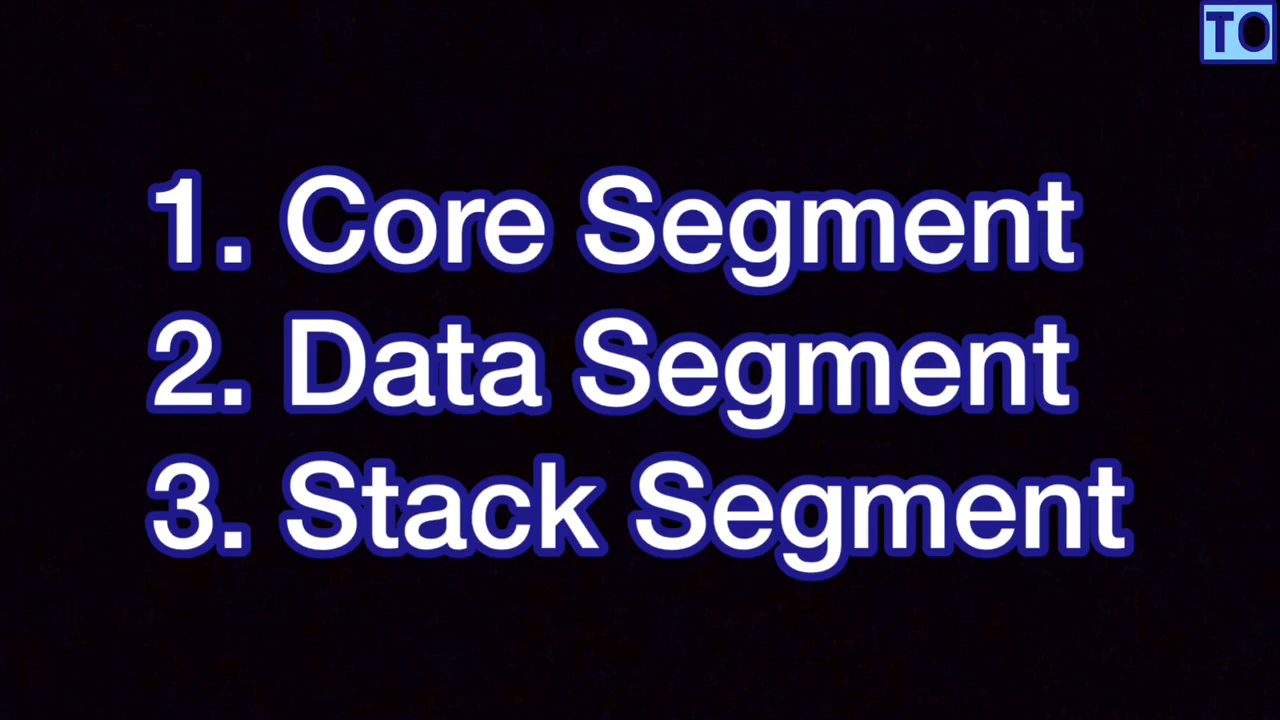 TO
1. Core Segment
2. Data Segment
3. Stack Segment